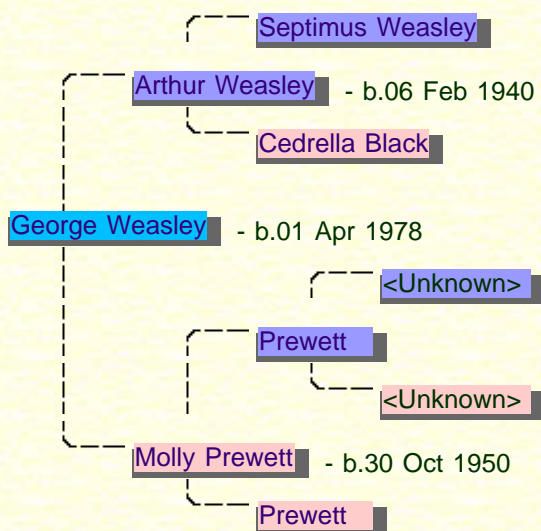 Septimus Weasley
Arthur Weasley - b.06 Feb 1940
Cedrella Black
George Weasley - b.01 Apr 1978
<Unknown>
Prewett
<Unknown>
Molly Prewett - b.30 Oct 1950
Prewett